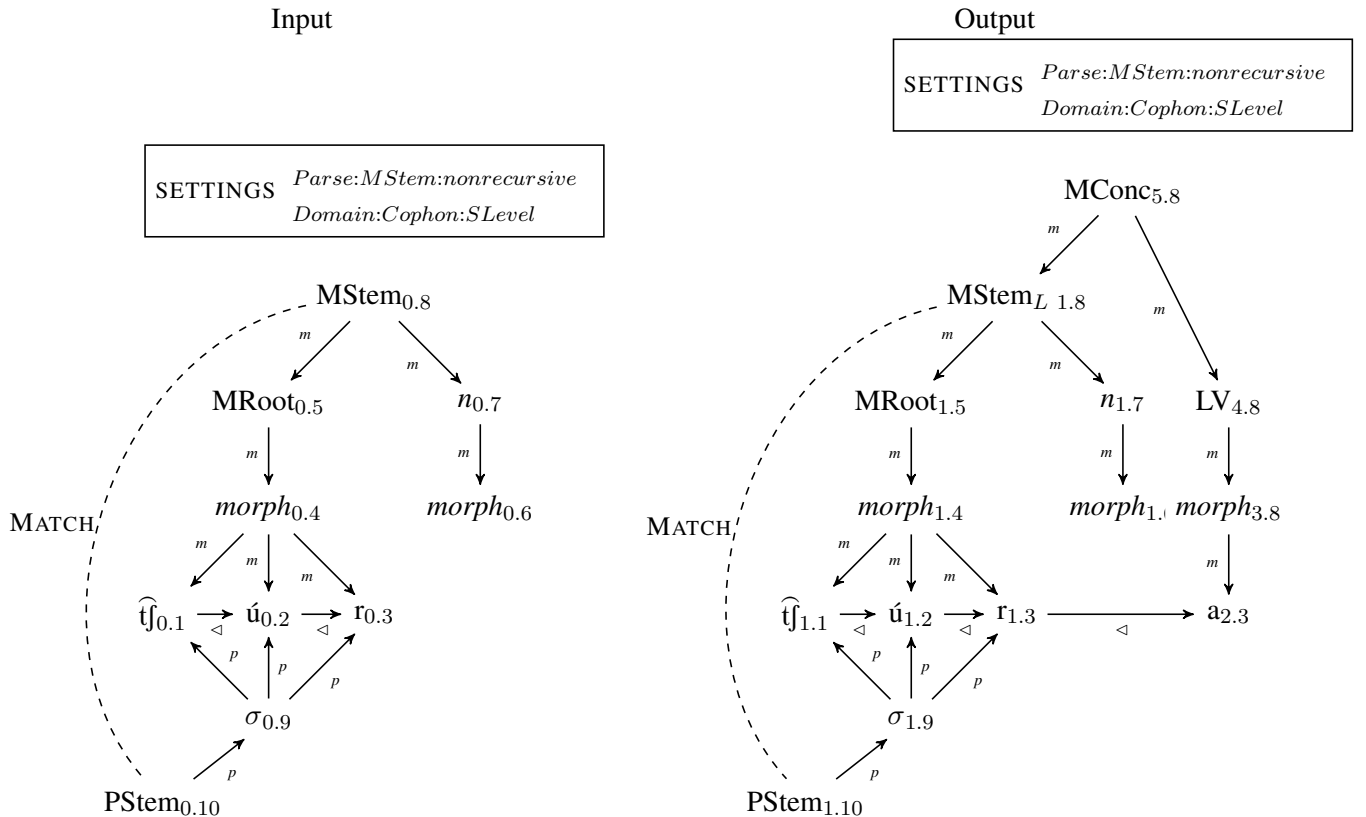 Input
Output
SETTINGS Parse:MStem:nonrecursive
Domain:Cophon:SLevel
SETTINGS Parse:MStem:nonrecursive
Domain:Cophon:SLevel
MConc5.8
m
m
MStem0.8
MStemL 1.8
m
m
m
m
MRoot0.5
n0.7
MRoot1.5
n1.7
LV4.8
m
m
m
m
m
morph0.4
morph0.6
morph1.4
morph1.
morph3.8
MATCH
MATCH
m
m
m
m
m
m
m
t͡ʃ0.1
ú0.2
r0.3
t͡ʃ1.1
ú1.2
r1.3
a2.3
◁
◁
◁
◁
◁
p
p
p
p
p
p
σ0.9
σ1.9
p
p
PStem0.10
PStem1.10